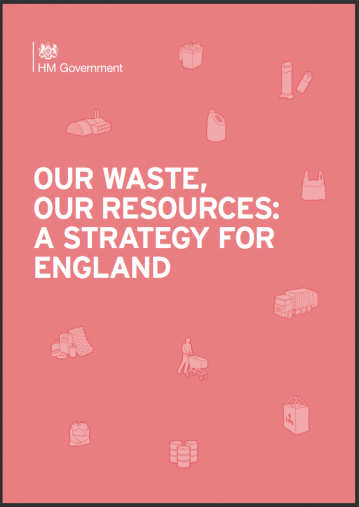 HM Government
OUR WASTE,
OUR RESOURCES:
A STRATEGY FOR
ENGLAND